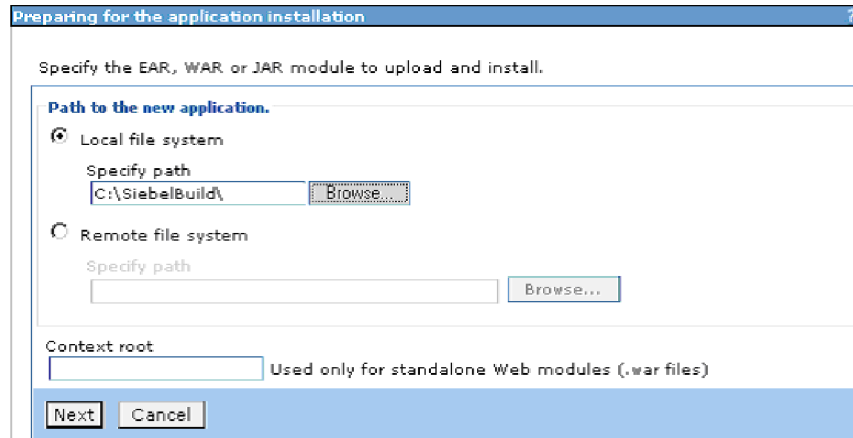 Preparing for the application installation
Specify the EAR, WAR or JAR module to upload and install.
Path to the new application.
Local file system
Specify path
C:\SiebelBuild\ Browse...
Remote file system
Specify path
Browse...
Context root
Used only for standalone Web modules (.war files)
Next Cancel